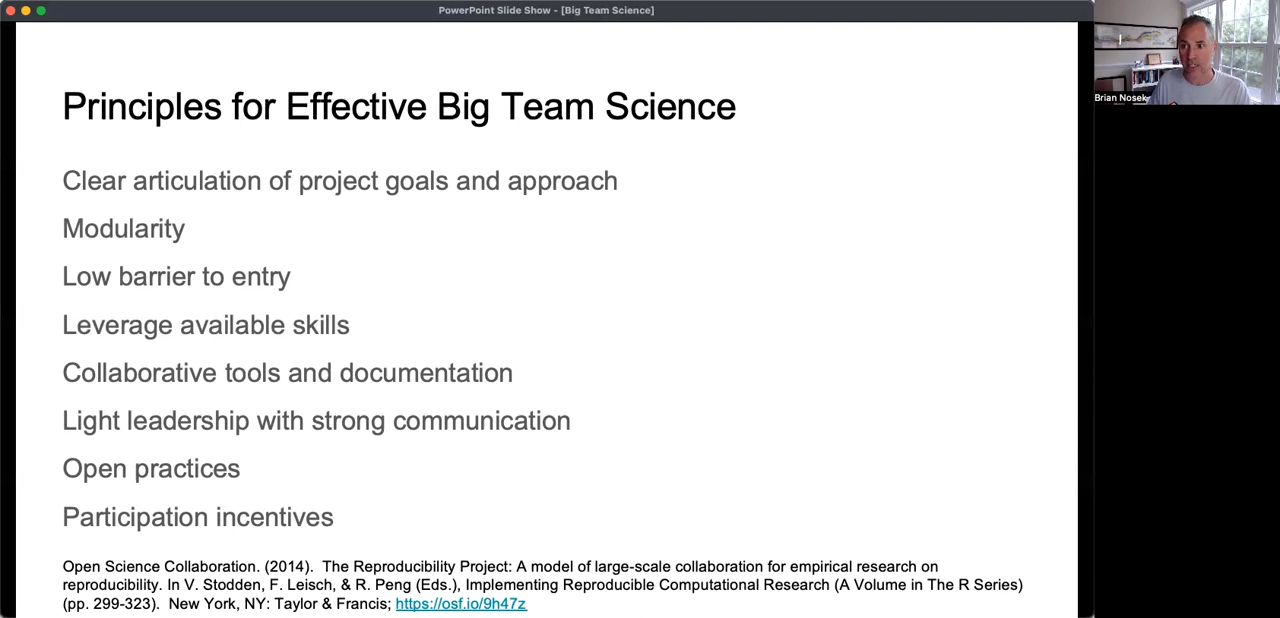 PowerPoint Slide Show - [Big Team Science]
Principles for Effective Big Team Science
Clear articulation of project goals and approach
Modularity
Low barrier to entry
Leverage available skills
Collaborative tools and documentation
Light leadership with strong communication
Open practices
Participation incentives
Open Science Collaboration. (2014).  The Reproducibility Project: A model of large-scale collaboration for empirical research on
reproducibility. In V. Stodden, F. Leisch, & R. Peng (Eds.), Implementing Reproducible Computational Research (A Volume in The R Series)
(pp. 299-323).  New York, NY: Taylor & Francis; https://osf.io/9h47z
Brian Nosek